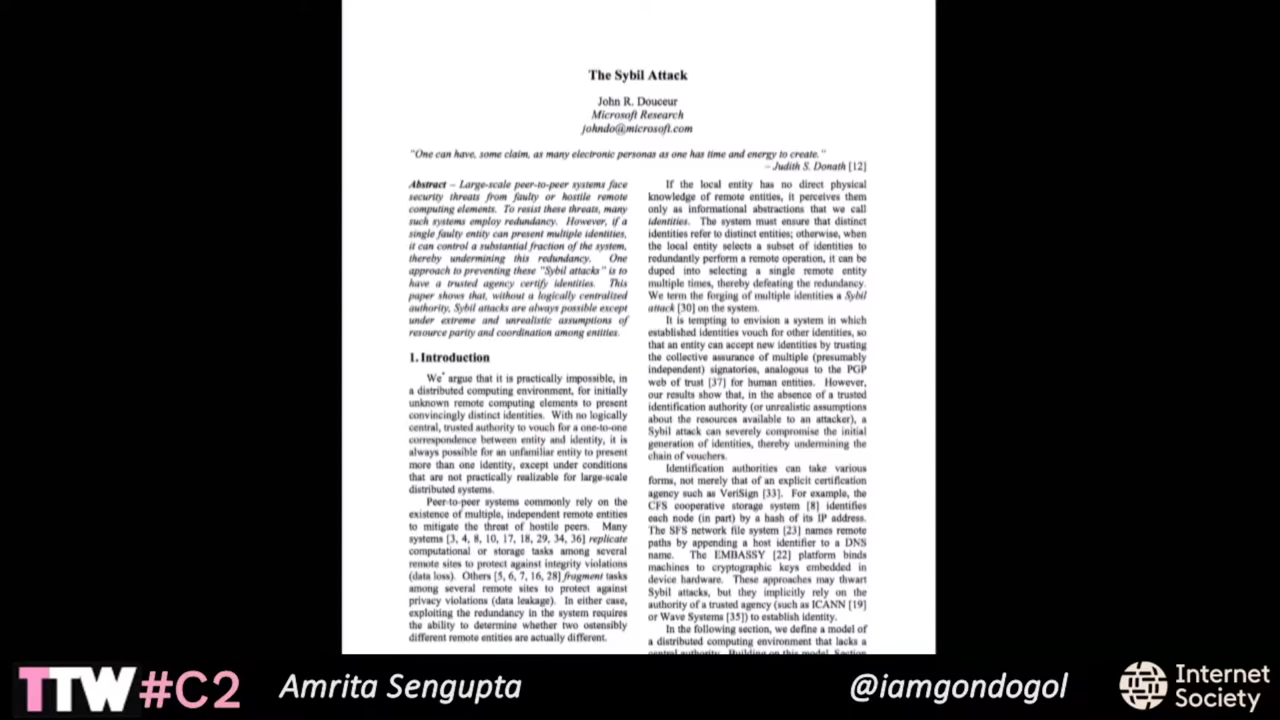 The Sybil Attack
John R. Douceur
Microsoft Research
johndo@microsoft.com
"One can have, some claim, as many electronic personas as one has time and energy to create."
– Judith S. Donath [12]
Abstract – Large-scale peer-to-peer systems face
security threats from faulty or hostile remote
computing elements. To resist these threats, many
such systems employ redundancy. However, if a
single faulty entity can present multiple identities,
it can control a substantial fraction of the system,
thereby undermining this redundancy. One
approach to preventing these "Sybil attacks" is to
have a trusted agency certify identities. This
paper shows that, without a logically centralized
authority, Sybil attacks are always possible except
under extreme and unrealistic assumptions of
resource parity and coordination among entities.
1. Introduction
We* argue that it is practically impossible, in
a distributed computing environment, for initially
unknown remote computing elements to present
convincingly distinct identities. With no logically
central, trusted authority to vouch for a one-to-one
correspondence between entity and identity, it is
always possible for an unfamiliar entity to present
more than one identity, except under conditions
that are not practically realizable for large-scale
distributed systems.
Peer-to-peer systems commonly rely on the
existence of multiple, independent remote entities
to mitigate the threat of hostile peers. Many
systems [3, 4, 8, 10, 17, 18, 29, 34, 36] replicate
computational or storage tasks among several
remote sites to protect against integrity violations
(data loss). Others [5, 6, 7, 16, 28] fragment tasks
among several remote sites to protect against
privacy violations (data leakage). In either case,
exploiting the redundancy in the system requires
the ability to determine whether two ostensibly
different remote entities are actually different.
If the local entity has no direct physical
knowledge of remote entities, it perceives them
only as informational abstractions that we call
identities. The system must ensure that distinct
identities refer to distinct entities; otherwise, when
the local entity selects a subset of identities to
redundantly perform a remote operation, it can be
duped into selecting a single remote entity
multiple times, thereby defeating the redundancy.
We term the forging of multiple identities a Sybil
attack [30] on the system.
It is tempting to envision a system in which
established identities vouch for other identities, so
that an entity can accept new identities by trusting
the collective assurance of multiple (presumably
independent) signatories, analogous to the PGP
web of trust [37] for human entities. However,
our results show that, in the absence of a trusted
identification authority (or unrealistic assumptions
about the resources available to an attacker), a
Sybil attack can severely compromise the initial
generation of identities, thereby undermining the
chain of vouchers.
Identification authorities can take various
forms, not merely that of an explicit certification
agency such as VeriSign [33]. For example, the
CFS cooperative storage system [8] identifies
each node (in part) by a hash of its IP address.
The SFS network file system [23] names remote
paths by appending a host identifier to a DNS
name. The EMBASSY [22] platform binds
machines to cryptographic keys embedded in
device hardware. These approaches may thwart
Sybil attacks, but they implicitly rely on the
authority of a trusted agency (such as ICANN [19]
or Wave Systems [35]) to establish identity.
In the following section, we define a model of
a distributed computing environment that lacks a
central authority. Building on this model, Section
TTW#C2
Amrita Sengupta
@iamgondogol
Internet
Society